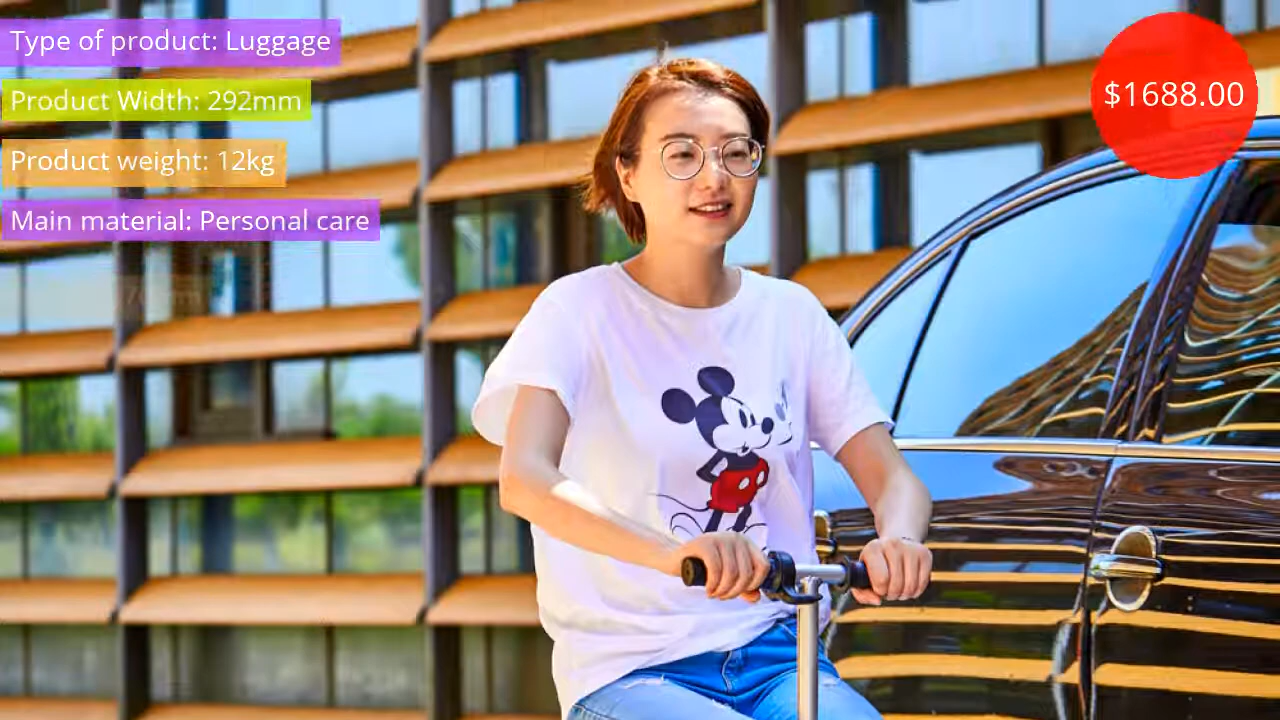 Type of product: Luggage
$1688.00
Product Width: 292mm
Product weight: 12kg
Main material: Personal care